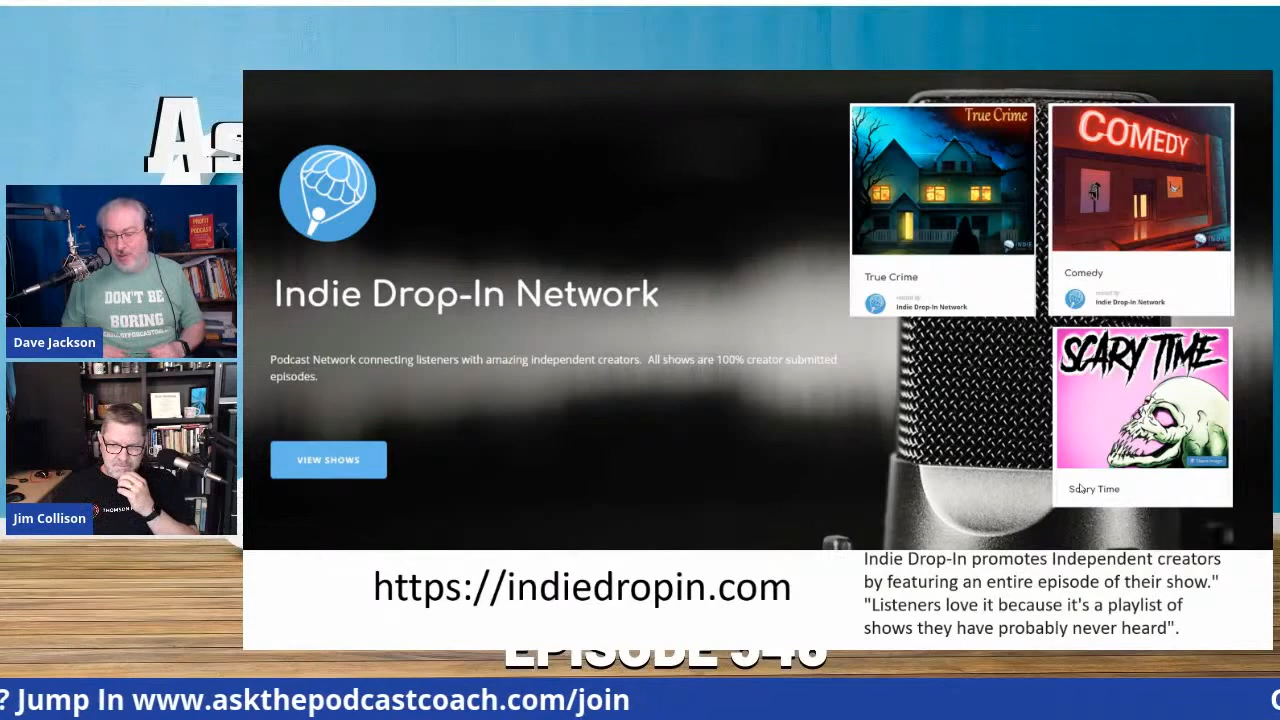 As
True Crime
COMEDY
True Crime
Indie Drop-In Network
Comedy
Indie Drop-In Network
Indie Drop-In Network
Podcast Network connecting listeners with amazing independent creators. All shows are 100% creator submitted
episodes.
VIEW SHOWS
SCARY TIME
Scary Time
PROFIT
PODCAST
DON'T BE
BORING
Dave Jackson
Jim Collison
https://indiedropin.com
Indie Drop-In promotes Independent creators
by featuring an entire episode of their show."
"Listeners love it because it's a playlist of
shows they have probably never heard".
EPISODE
? Jump In www.askthepodcastcoach.com/join